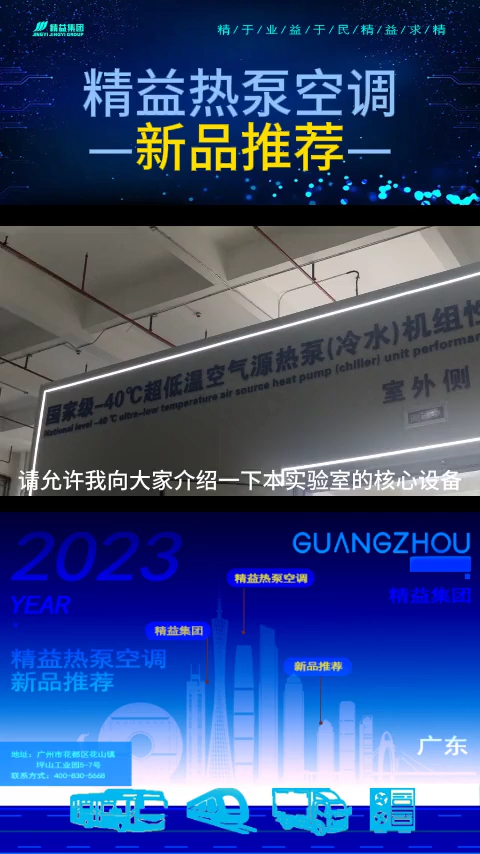 精益集团
JINGYI JINGYI GROUP
精/于/业/益/于/民/精/益/求/精
精益热泵空调
—新品推荐—
国家级-40℃超低温空气源热泵(冷水)机组性
National level -40 ℃ ultra-low temperature air source heat pump (chiller) unit performan
室外侧
请允许我向大家介绍一下本实验室的核心设备
2023
YEAR
GUANGZHOU
精益集团
精益热泵空调
精益集团
新品推荐
精益热泵空调
新品推荐
广东
地址：广州市花都区花山镇
坪山工业园5-7号
联系方式：400-830-5668